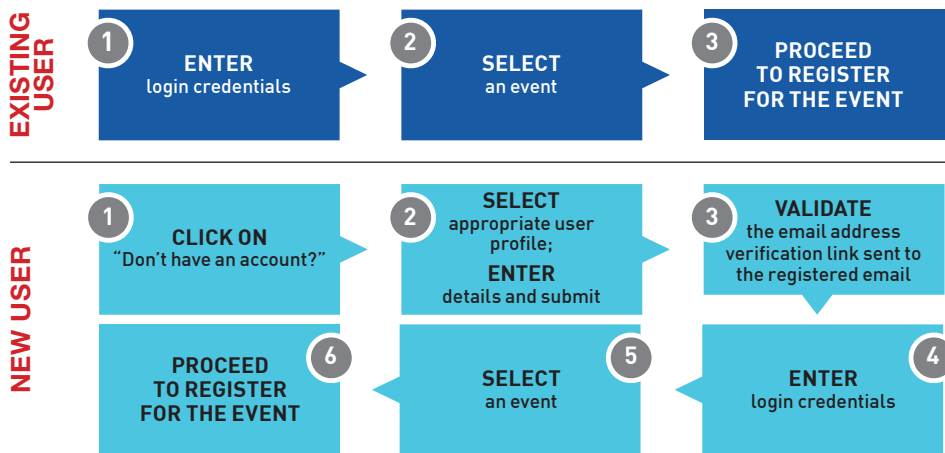 EXISTING
USER
1
ENTER
login credentials
2
SELECT
an event
3
PROCEED
TO REGISTER
FOR THE EVENT
NEW USER
1
CLICK ON
“Don’t have an account?”
2
SELECT
appropriate user
profile;
ENTER
details and submit
3
VALIDATE
the email address
verification link sent to
the registered email
4
ENTER
login credentials
5
SELECT
an event
6
PROCEED
TO REGISTER
FOR THE EVENT